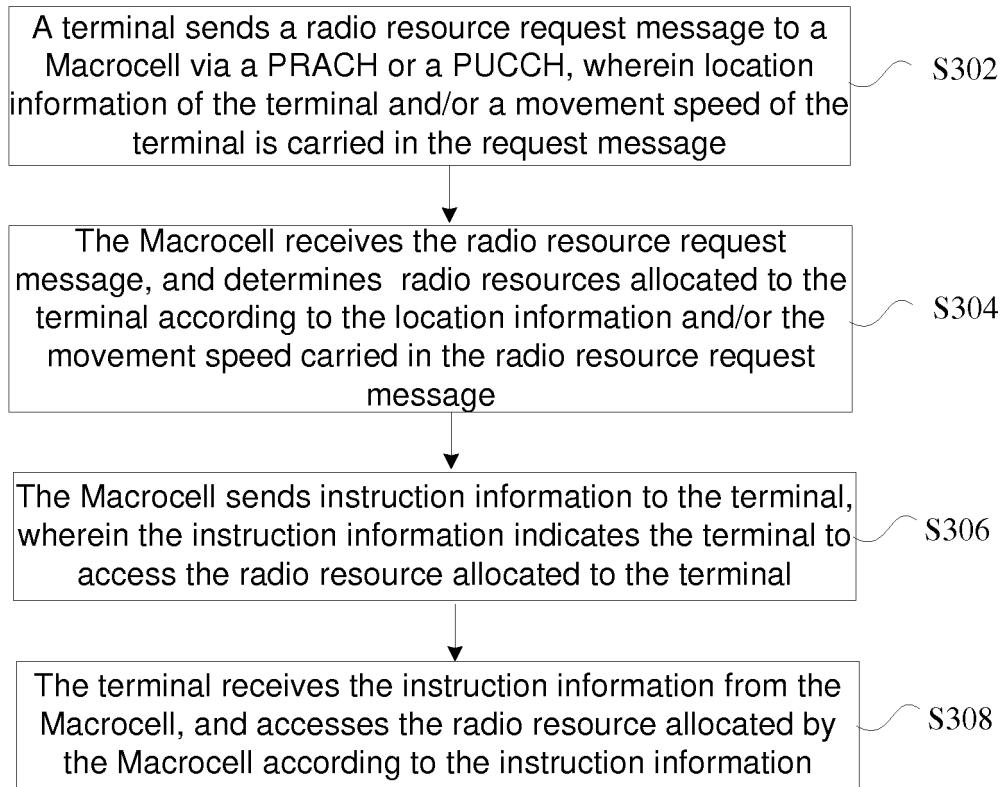 A terminal sends a radio resource request message to a
Macrocell via a PRACH or a PUCCH, wherein location
information of the terminal and/or a movement speed of the
terminal is carried in the request message
S302
The Macrocell receives the radio resource request
message, and determines radio resources allocated to the
terminal according to the location information and/or the
movement speed carried in the radio resource request
message
S304
The Macrocell sends instruction information to the terminal,
wherein the instruction information indicates the terminal to
access the radio resource allocated to the terminal
S306
The terminal receives the instruction information from the
Macrocell, and accesses the radio resource allocated by
the Macrocell according to the instruction information
S308